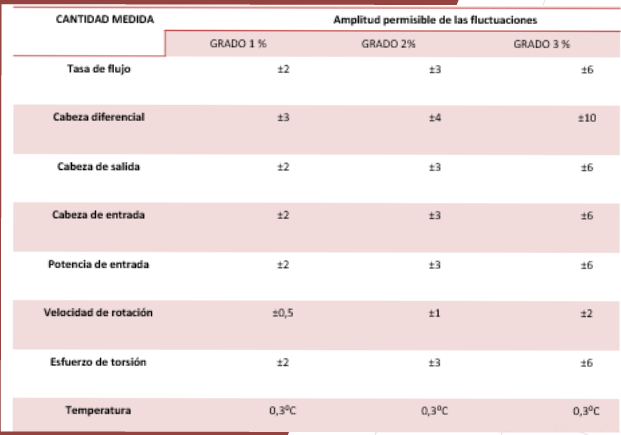 CANTIDAD MEDIDA Amplitud permisible de las fluctuaciones
GRADO 1 % GRADO 2% GRADO 3 %
Tasa de flujo ±2 ±3 ±6
Cabeza diferencial ±3 ±4 ±10
Cabeza de salida ±2 ±3 ±6
Cabeza de entrada ±2 ±3 ±6
Potencia de entrada ±2 ±3 ±6
Velocidad de rotación ±0,5 ±1 ±2
Esfuerzo de torsión ±2 ±3 ±6
Temperatura 0,3ºC 0,3ºC 0,3ºC